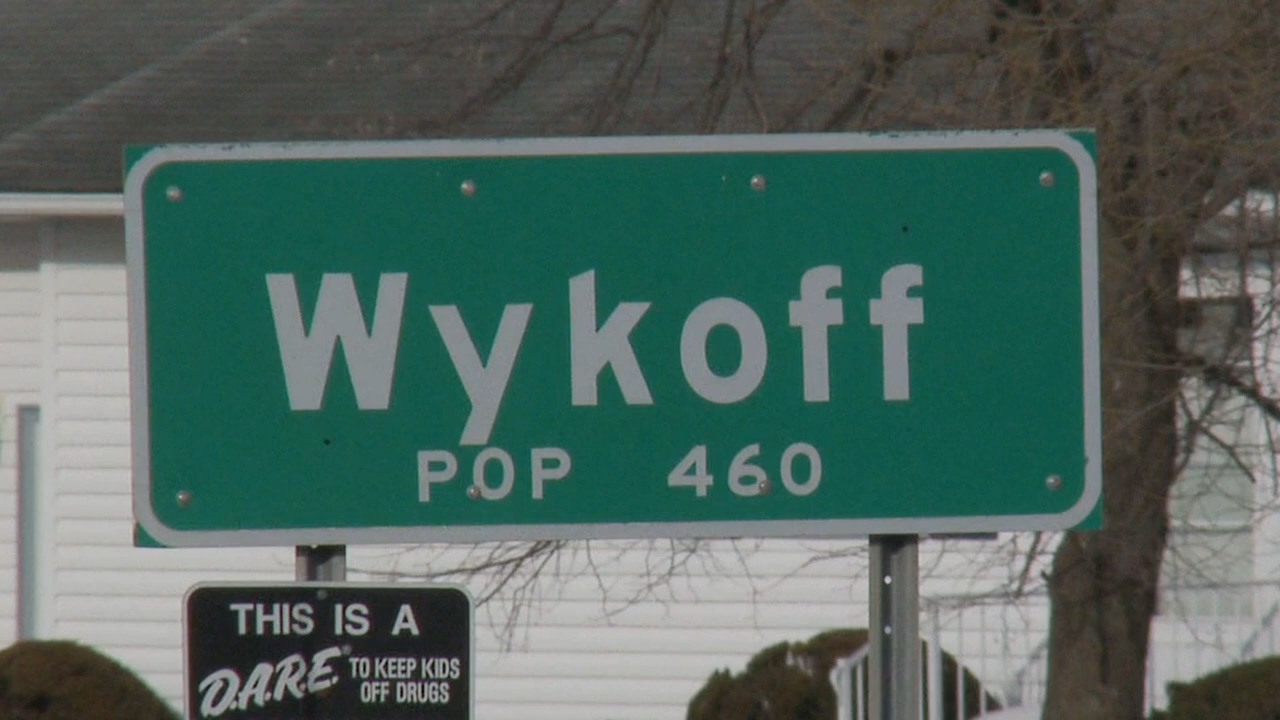 Wykoff
POP 460
THIS IS A
D.A.R.E.® TO KEEP KIDS
OFF DRUGS